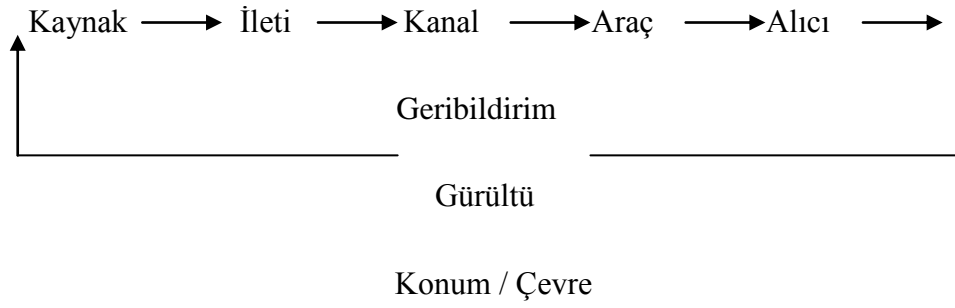 Kaynak İleti Kanal Araç Alıcı
Geribildirim
Gürültü
Konum / Çevre